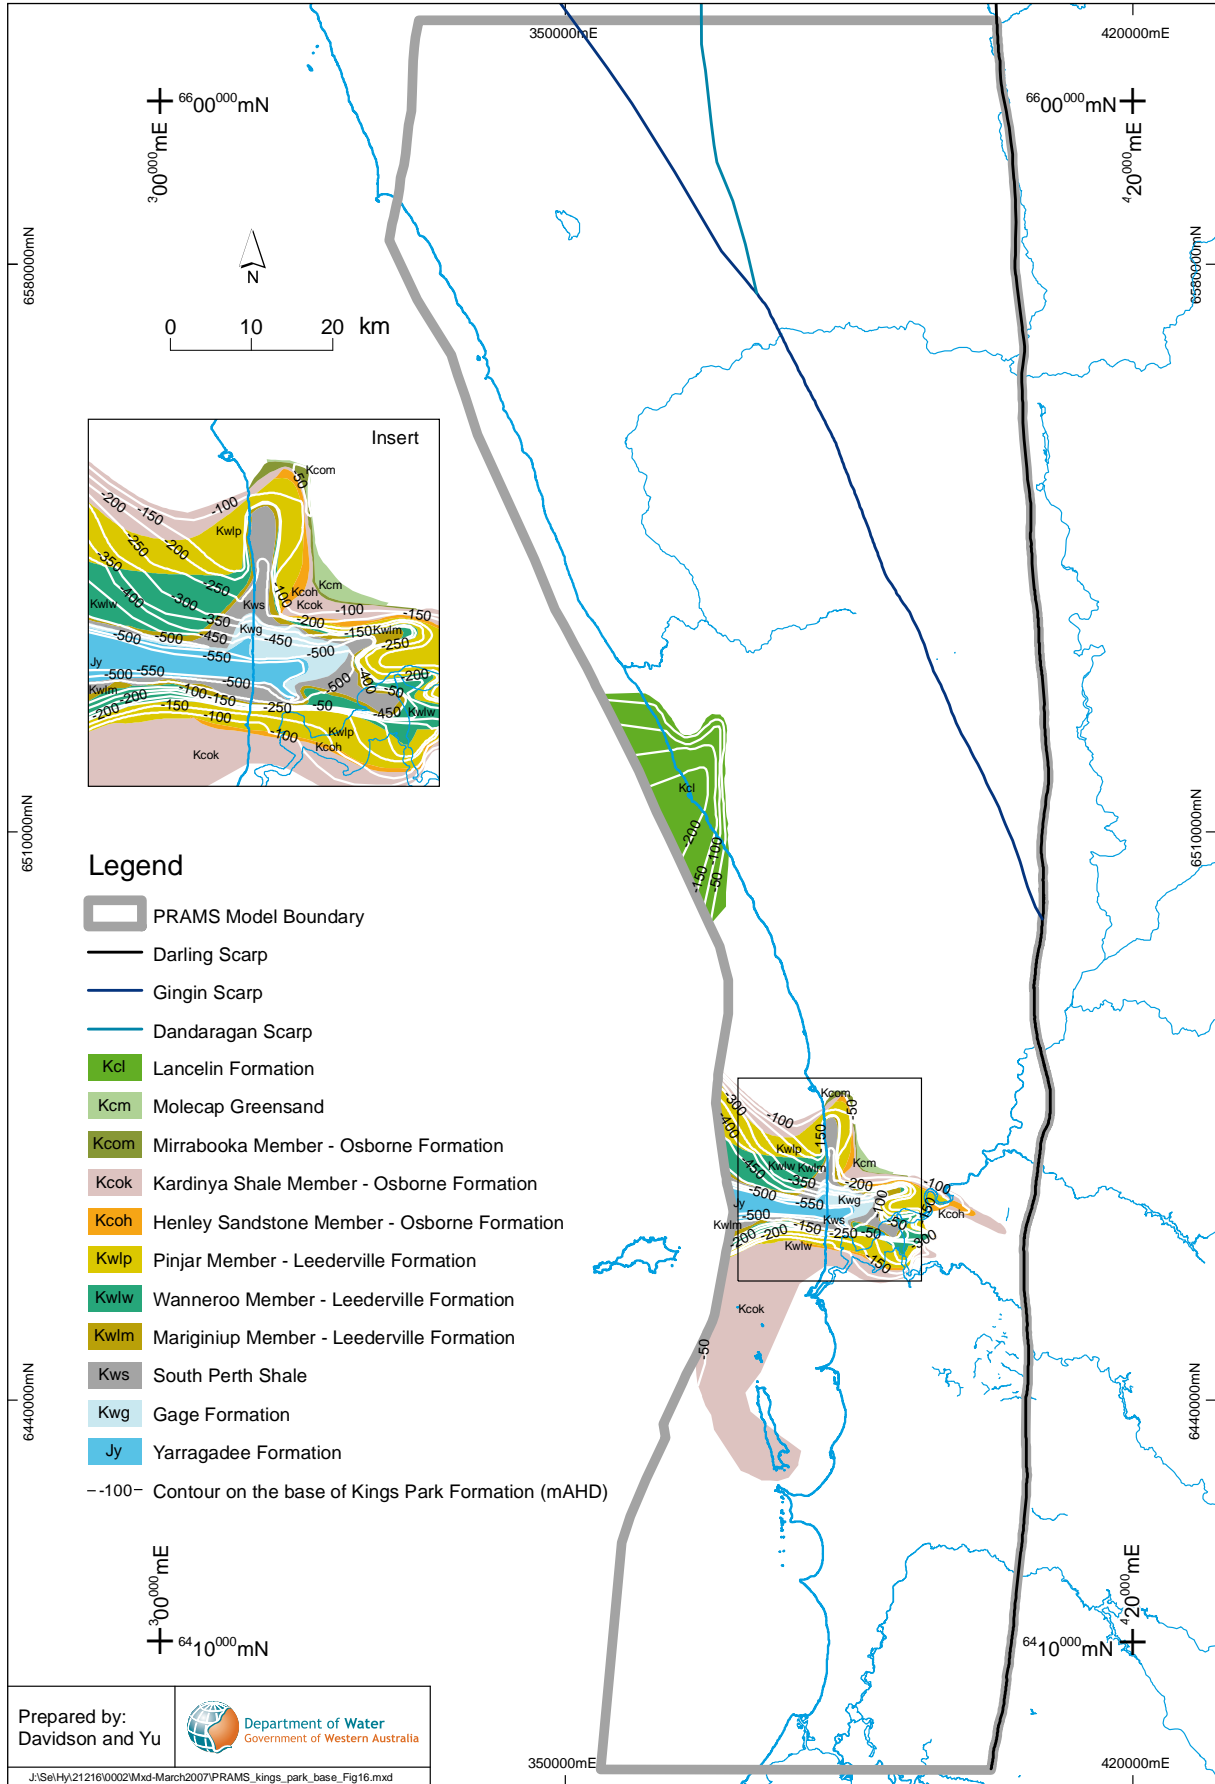 350000mE
420000mE
6600000mN
6600000mN
300000mE
420000mE
6580000mN
6580000mN
N
0 10 20 km
Insert
Kcom
-50
-200
-150
-100
Kwlp
-250
-200
-350
-250
Kcm
Kcoh
-100
Kwlw
-400
-300
Kws
Kcok
-100
-150
-350
-200
Kwg
-150
Kwlm
-500
-500
-450
-450
-250
-550
-500
Jy
-500
-550
-500
-500
-400
-200
-50
Kwlm
-200
-100
-150
-200
-150
-250
-50
-450
Kwlw
-100
-100
Kwlp
Kcoh
Kcok
Kcl
-200
-100
-150
-50
6510000mN
6510000mN
Legend
PRAMS Model Boundary
Darling Scarp
Gingin Scarp
Dandaragan Scarp
Kcl Lancelin Formation
Kcm Molecap Greensand
Kcom Mirrabooka Member - Osborne Formation
Kcok Kardinya Shale Member - Osborne Formation
Kcoh Henley Sandstone Member - Osborne Formation
Kwlp Pinjar Member - Leederville Formation
Kwlw Wanneroo Member - Leederville Formation
Kwlm Mariginiup Member - Leederville Formation
Kws South Perth Shale
Kwg Gage Formation
Jy Yarragadee Formation
-100 Contour on the base of Kings Park Formation (mAHD)
Kcom
-300
-100
-50
-400
-150
Kwlp
Kcm
-450
Kwlw
Kwlm
-350
-200
-100
-500
-550
Kwg
-100
-150
Kcoh
Jy
-500
Kws
Kwlm
-150
-250
-50
-50
-200
-200
-300
Kwlw
-150
Kcok
-50
6440000mN
6440000mN
300000mE
420000mE
6410000mN
6410000mN
350000mE
420000mE
Prepared by:
Davidson and Yu
Department of Water
Government of Western Australia
J:\Se\Hy\21216\0002\Mxd-March2007\PRAMS_kings_park_base_Fig16.mxd